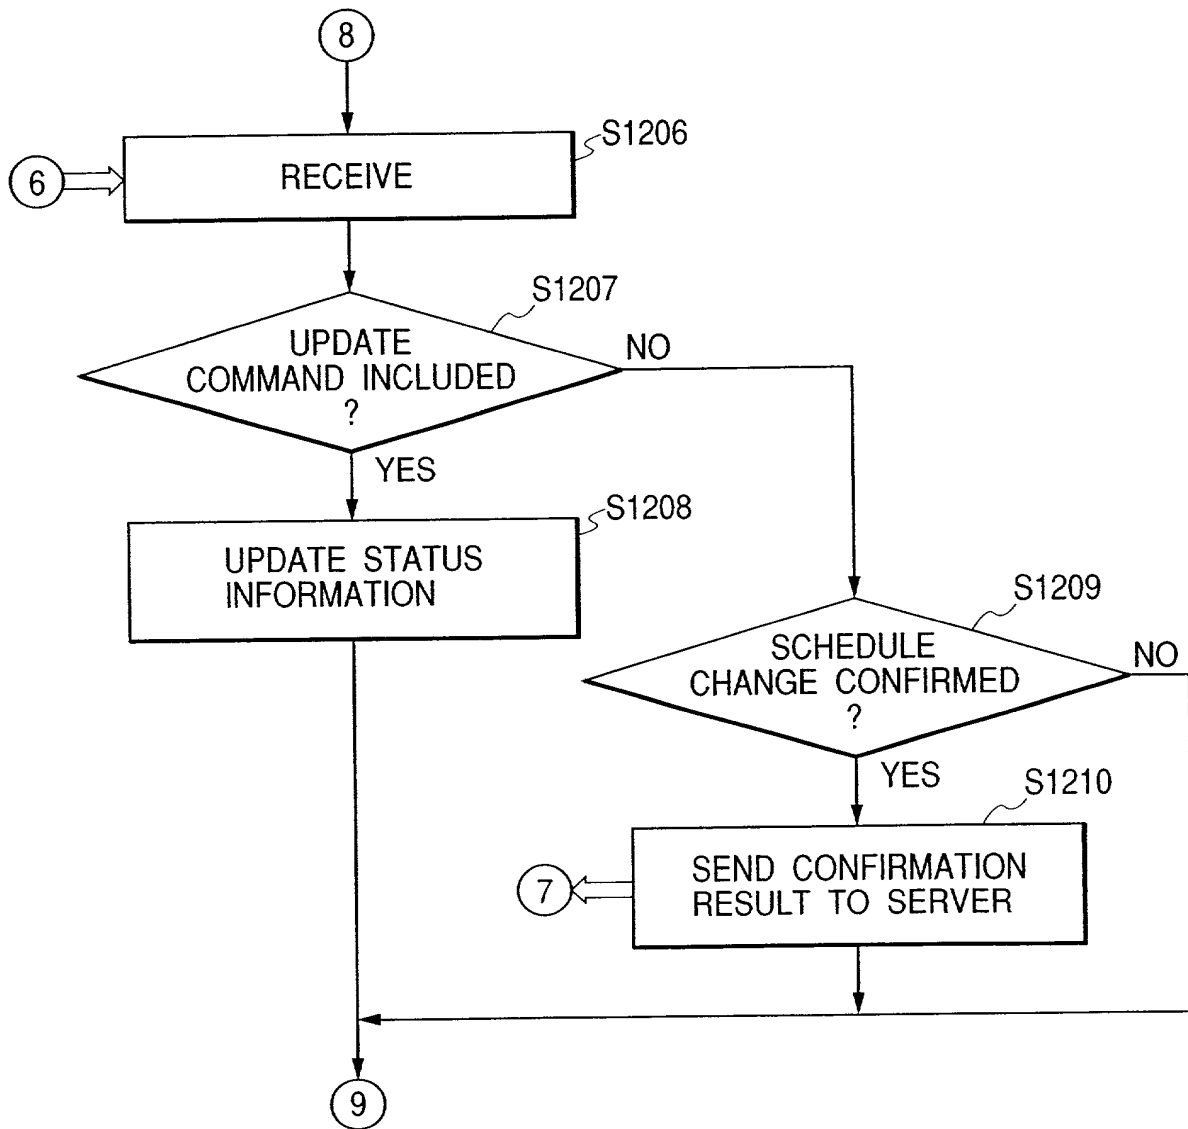 8
S1206
6
RECEIVE
S1207
UPDATE
COMMAND INCLUDED
?
NO
YES
S1208
UPDATE STATUS
INFORMATION
S1209
SCHEDULE
CHANGE CONFIRMED
?
NO
YES
S1210
SEND CONFIRMATION
RESULT TO SERVER
7
9